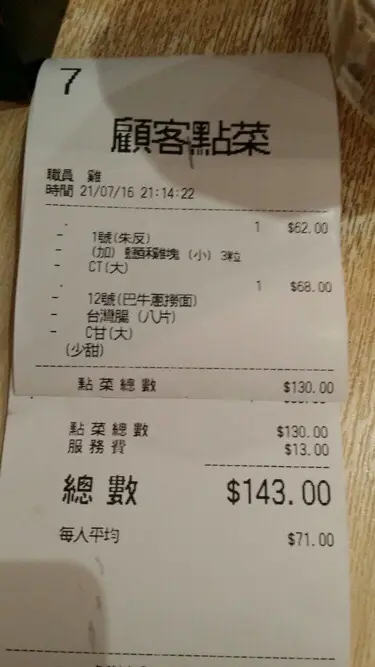 7
顧客點菜
職員 雞
時間 21/07/16 21:14:22
1 $62.00
- 1號(朱反)
- (加) 鹽酥雞塊 (小) 3粒
- CT(大)
1 $68.00
- 12號(巴牛蔥撈面)
- 台灣腸(八片)
- C甘(大)
(少甜)
點菜總數 $130.00
點菜總數 $130.00
服務費 $13.00
總數 $143.00
每人平均 $71.00